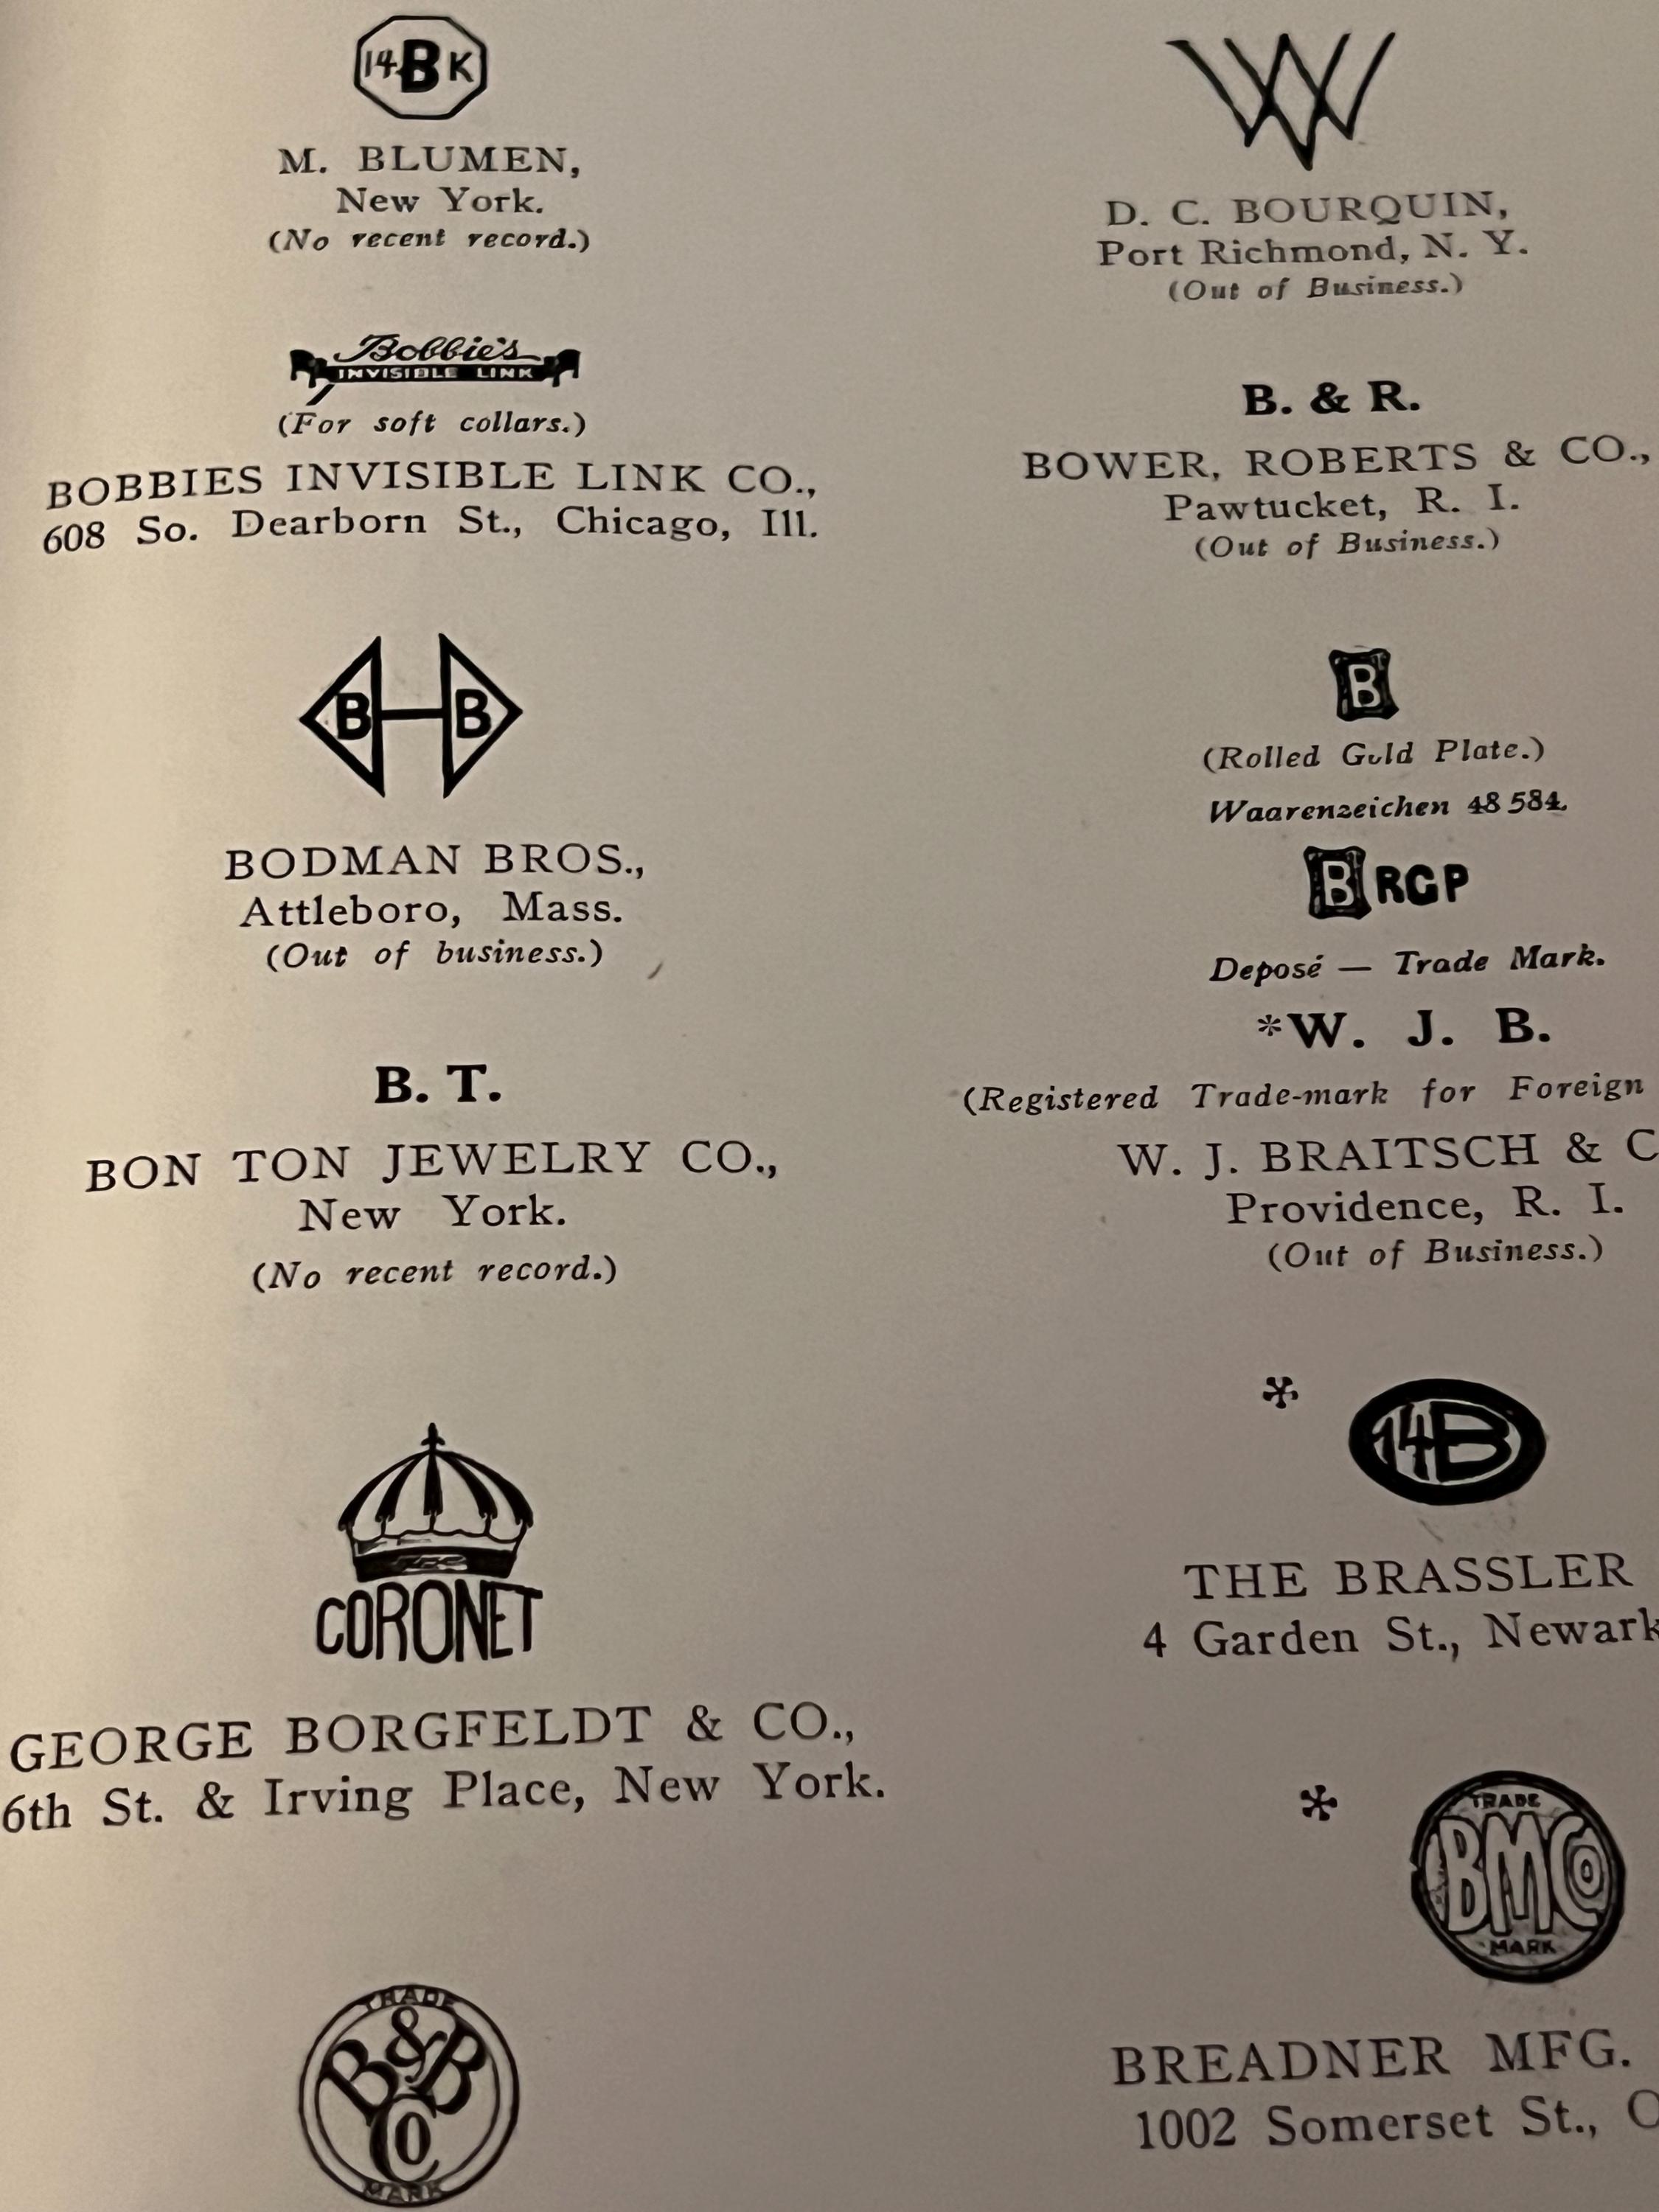 14 B K
M. BLUMEN,
New York.
(No recent record.)
Bobbie's
INVISIBLE LINK
(For soft collars.)
BOBBIES INVISIBLE LINK CO.,
608 So. Dearborn St., Chicago, Ill.
B B
BODMAN BROS.,
Attleboro, Mass.
(Out of business.)
B. T.
BON TON JEWELRY CO.,
New York.
(No recent record.)
CORONET
GEORGE BORGFELDT & CO.,
6th St. & Irving Place, New York.
TRADE
B & B
CO
MARK
D. C. BOURQUIN,
Port Richmond, N. Y.
(Out of Business.)
B. & R.
BOWER, ROBERTS & CO.,
Pawtucket, R. I.
(Out of Business.)
B
(Rolled Gold Plate.)
Waarenzeichen 48 584.
B RGP
Deposé — Trade Mark.
*W. J. B.
(Registered Trade-mark for Foreign
W. J. BRAITSCH & C
Providence, R. I.
(Out of Business.)
* 14B
THE BRASSLER
4 Garden St., Newark
*
TRADE
BMCo
MARK
BREADNER MFG.
1002 Somerset St.,